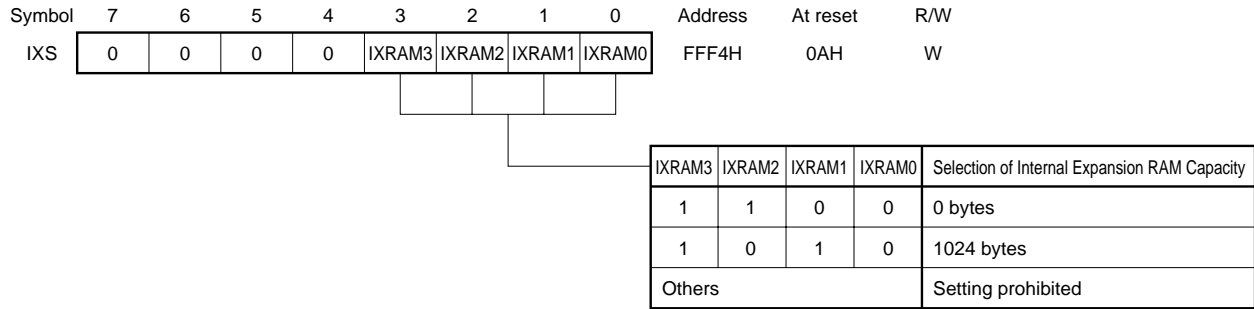 Symbol 7 6 5 4 3 2 1 0 Address At reset R/W
IXS 0 0 0 0 IXRAM3 IXRAM2 IXRAM1 IXRAM0 FFF4H 0AH W
IXRAM3 IXRAM2 IXRAM1 IXRAM0 Selection of Internal Expansion RAM Capacity
1 1 0 0 0 bytes
1 0 1 0 1024 bytes
Others Setting prohibited